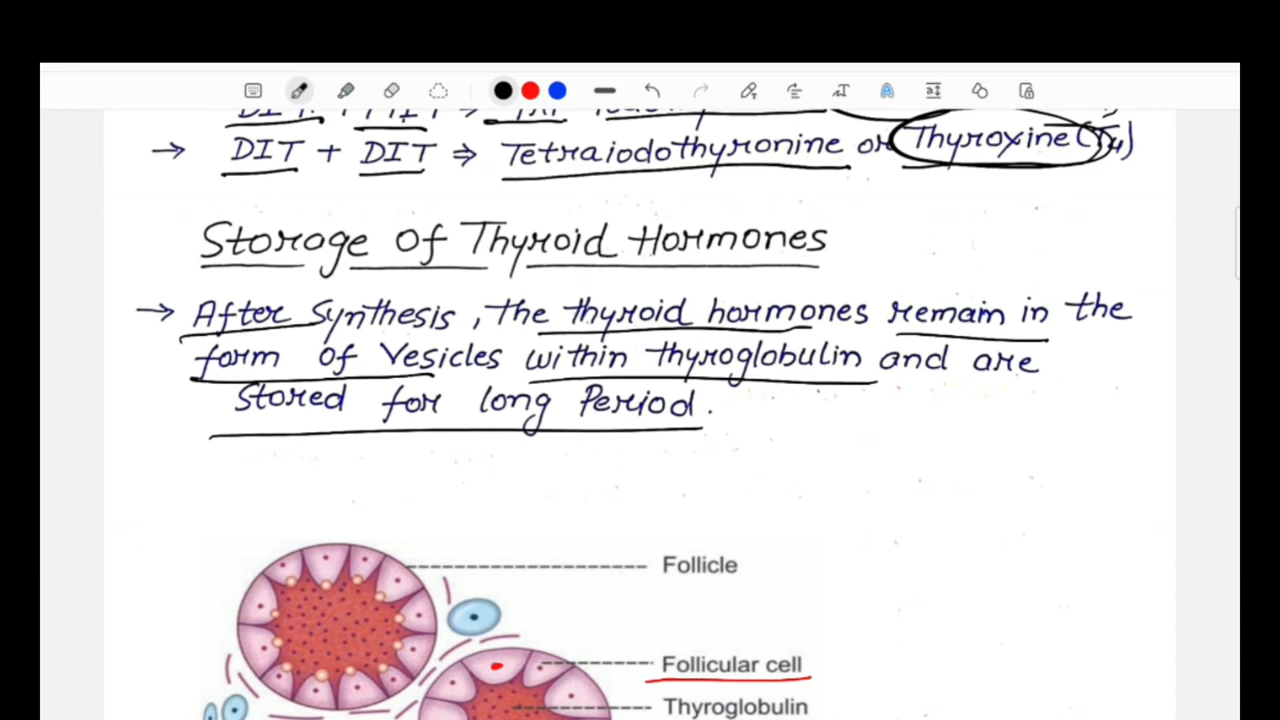 → DIT + DIT ⇒ Tetraiodothyronine or Thyroxine (T4)
Storage of Thyroid Hormones
→ After Synthesis, the thyroid hormones remain in the
form of Vesicles within thyroglobulin and are
Stored for long Period.
Follicle
Follicular cell
Thyroglobulin